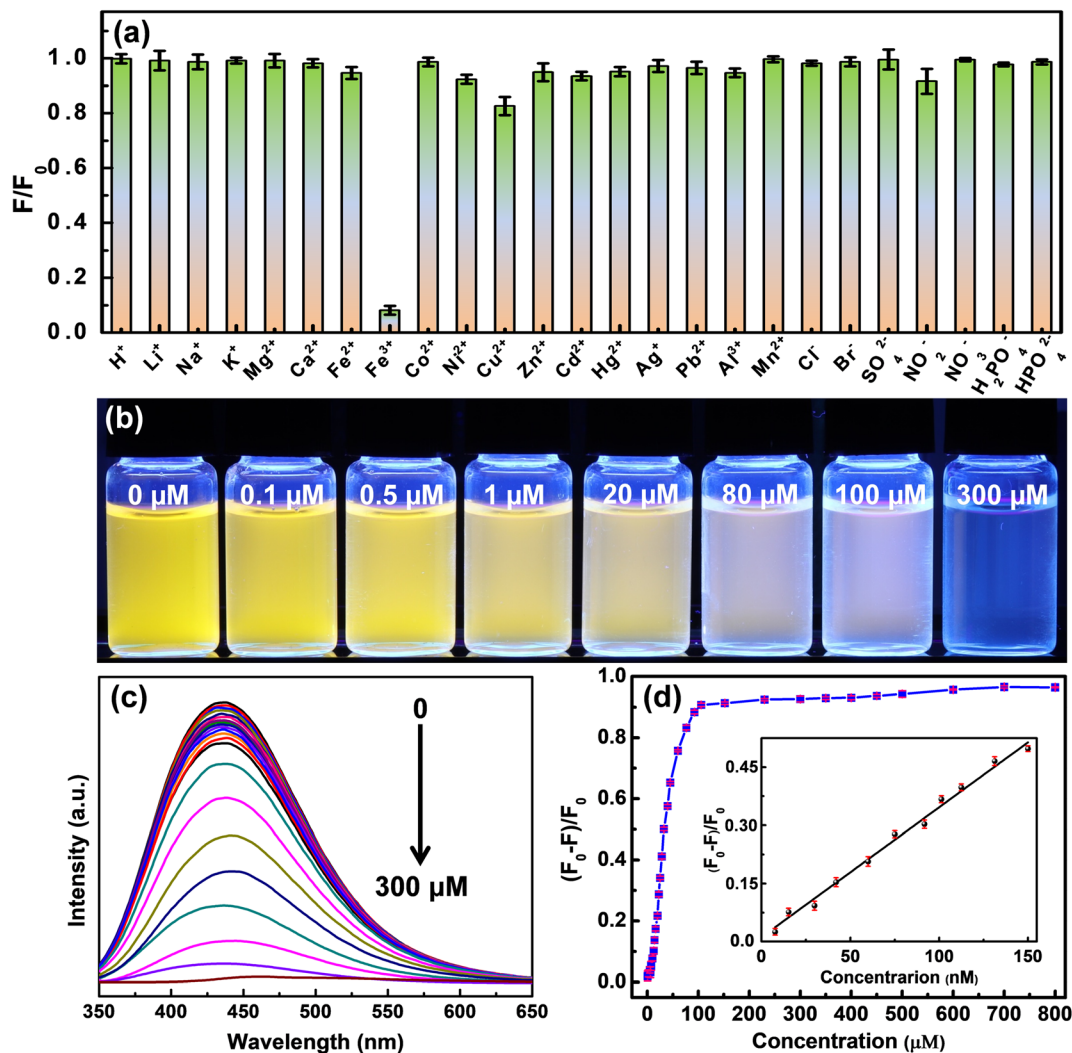 (a)
F/F₀
1.0
0.8
0.6
0.4
0.2
0.0
H⁺ Li⁺ Na⁺ K⁺ Mg²⁺ Ca²⁺ Fe²⁺ Fe³⁺ Co²⁺ Ni²⁺ Cu²⁺ Zn²⁺ Cd²⁺ Hg²⁺ Ag⁺ Pb²⁺ Al³⁺ Mn²⁺ Cl⁻ Br⁻ SO₄²⁻ NO₂⁻ NO₃⁻ H₂PO₄⁻ HPO₄²⁻
(b)
0 µM 0.1 µM 0.5 µM 1 µM 20 µM 80 µM 100 µM 300 µM
(c)
0
300 µM
Intensity (a.u.)
350 400 450 500 550 600 650
Wavelength (nm)
(d)
(F₀-F)/F₀
1.0
0.8
0.6
0.4
0.2
0.0
0 100 200 300 400 500 600 700 800
Concentration (µM)
(F₀-F)/F₀
0.45
0.30
0.15
0.0
0 50 100 150
Concentrarion (nM)